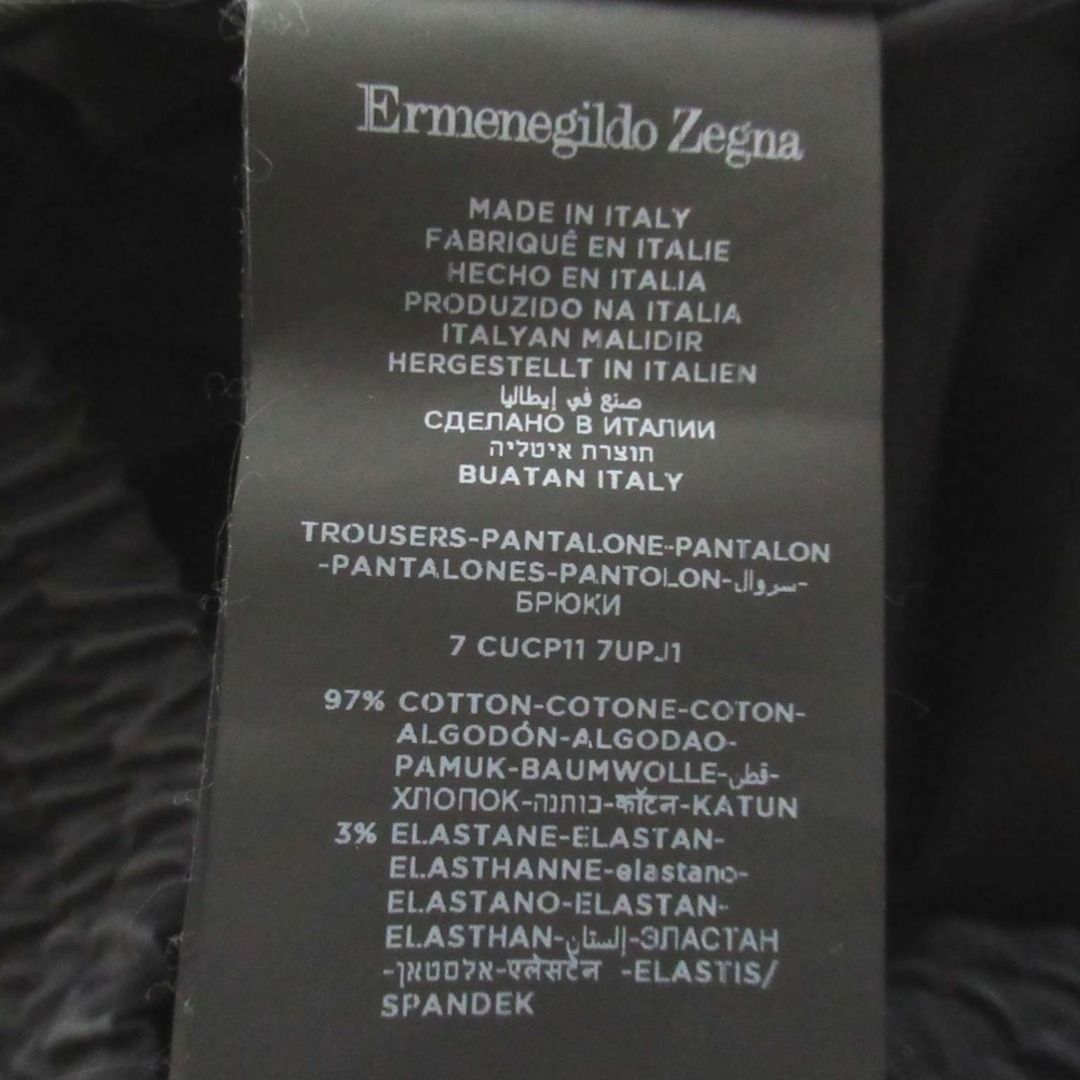 Ermenegildo Zegna
MADE IN ITALY
FABRIQUÉ EN ITALIE
HECHO EN ITALIA
PRODUZIDO NA ITALIA
ITALYAN MALIDIR
HERGESTELLT IN ITALIEN
صنع في إيطاليا
СДЕЛАНО В ИТАЛИИ
תוצרת איטליה
BUATAN ITALY
TROUSERS-PANTALONE-PANTALON
-PANTALONES-PANTOLON-سروال-
БРЮКИ
7 CUCP11 7UPJ1
97% COTTON-COTONE-COTON-
ALGODÓN-ALGODAO-
PAMUK-BAUMWOLLE-قطن-
ХЛОПОК-כותנה-कॉटन-KATUN
3% ELASTANE-ELASTAN-
ELASTHANNE-elastano-
ELASTANO-ELASTAN-
ELASTHAN-إلستان-ЭЛАСТАН
-אלסטאן-एलेसटेन -ELASTIS/
SPANDEK